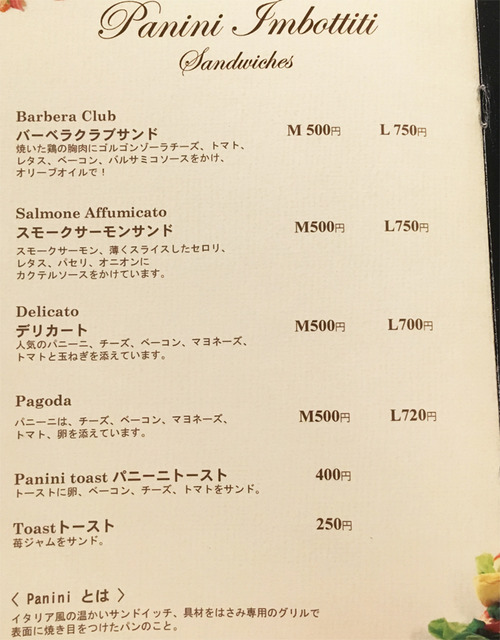 Panini Imbottiti
Sandwiches
Barbera Club
バーベラクラブサンド M 500円 L 750円
焼いた鶏の胸肉にゴルゴンゾーラチーズ、トマト、
レタス、ベーコン、バルサミコソースをかけ、
オリーブオイルで!
Salmone Affumicato
スモークサーモンサンド M500円 L750円
スモークサーモン、薄くスライスしたセロリ、
レタス、パセリ、オニオンに
カクテルソースをかけています。
Delicato
デリカート M500円 L700円
人気のパニーニ、チーズ、ベーコン、マヨネーズ、
トマトと玉ねぎを添えています。
Pagoda
パニーニは、チーズ、ベーコン、マヨネーズ、 M500円 L720円
トマト、卵を添えています。
Panini toast パニーニトースト 400円
トーストに卵、ベーコン、チーズ、トマトをサンド。
Toastトースト 250円
苺ジャムをサンド。
〈 Panini とは 〉
イタリア風の温かいサンドイッチ、具材をはさみ専用のグリルで
表面に焼き目をつけたパンのこと。